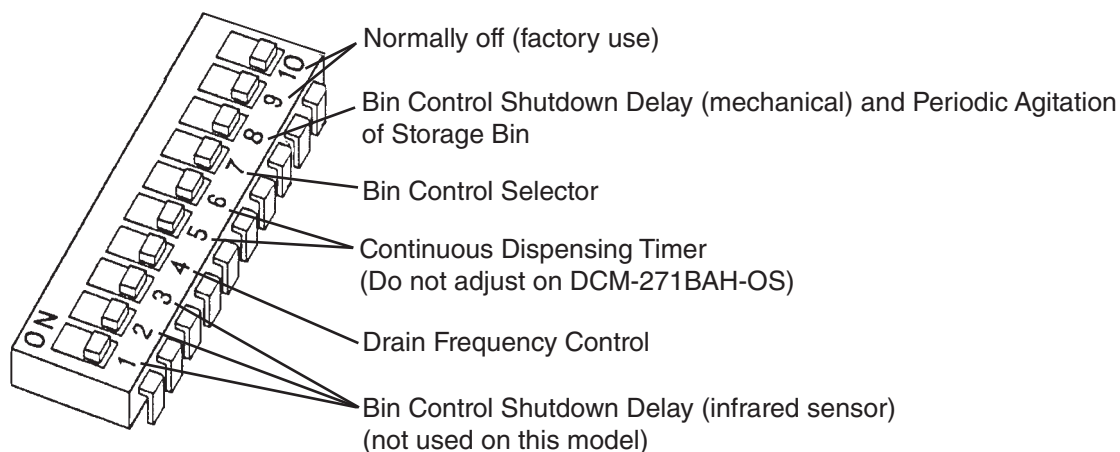 Normally off (factory use)
Bin Control Shutdown Delay (mechanical) and Periodic Agitation
of Storage Bin
Bin Control Selector
Continuous Dispensing Timer
(Do not adjust on DCM-271BAH-OS)
Drain Frequency Control
Bin Control Shutdown Delay (infrared sensor)
(not used on this model)
ON
10
9
8
7
6
5
4
3
2
1